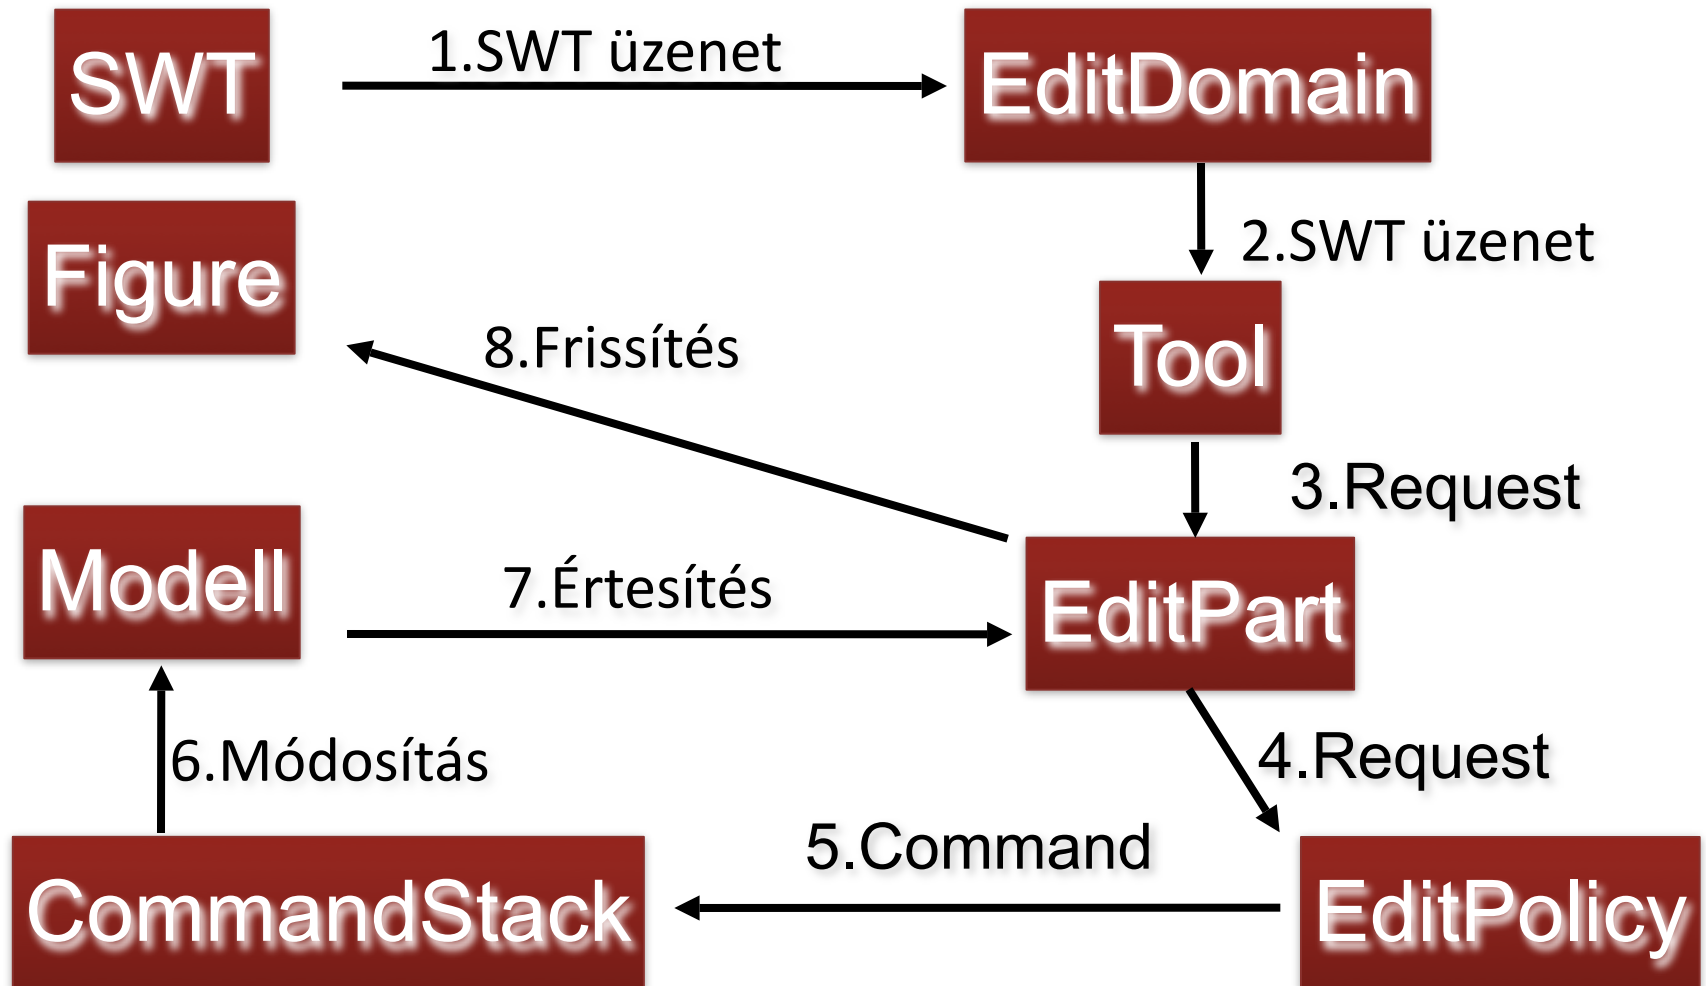 SWT
1.SWT üzenet
EditDomain
Figure
2.SWT üzenet
8.Frissítés
Tool
3.Request
Modell
7.Értesítés
EditPart
6.Módosítás
4.Request
5.Command
CommandStack
EditPolicy